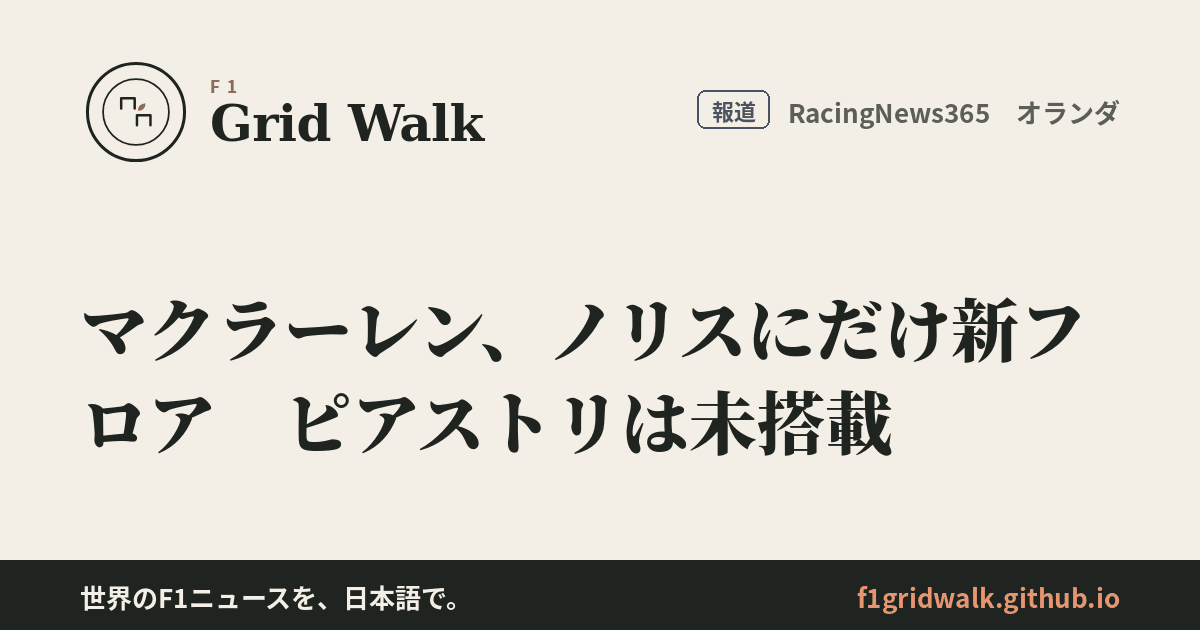 F1
Grid Walk
報道 RacingNews365 オランダ
マクラーレン、ノリスにだけ新フ
ロア ピアストリは未搭載
世界のF1ニュースを、日本語で。
f1gridwalk.github.io